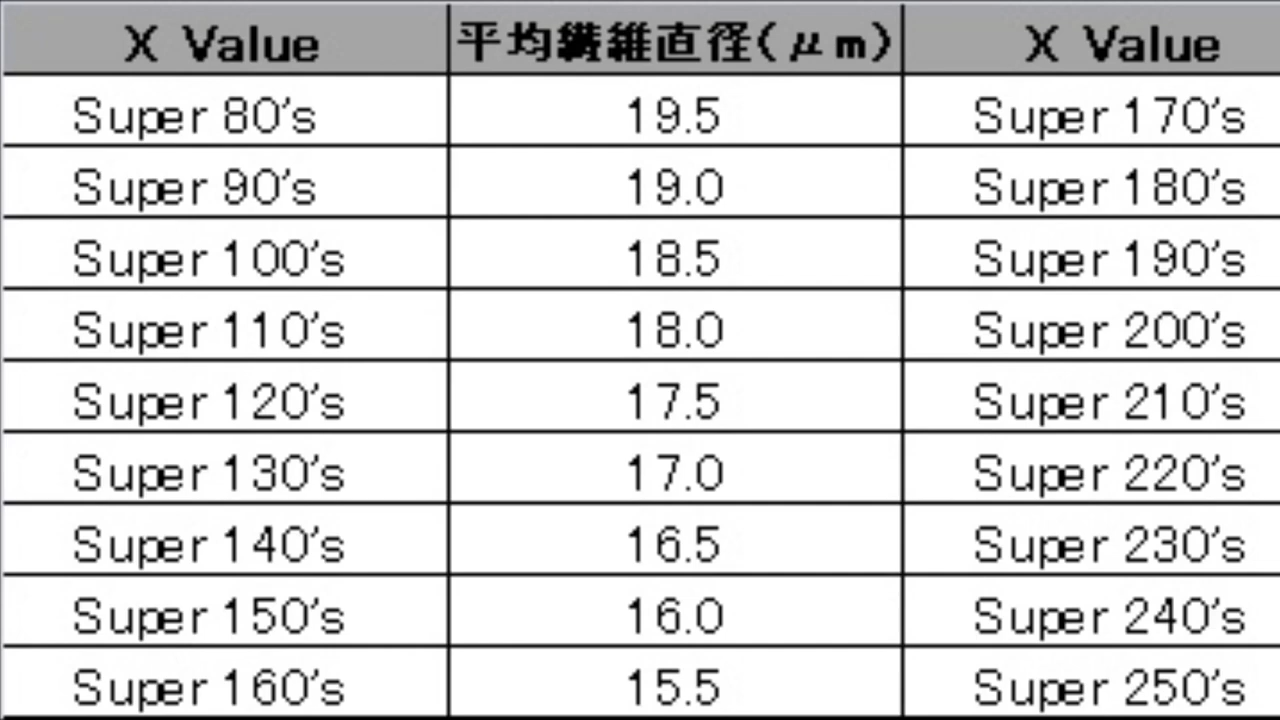 X Value 平均繊維直径(μm) X Value
Super 80's 19.5 Super 170's
Super 90's 19.0 Super 180's
Super 100's 18.5 Super 190's
Super 110's 18.0 Super 200's
Super 120's 17.5 Super 210's
Super 130's 17.0 Super 220's
Super 140's 16.5 Super 230's
Super 150's 16.0 Super 240's
Super 160's 15.5 Super 250's